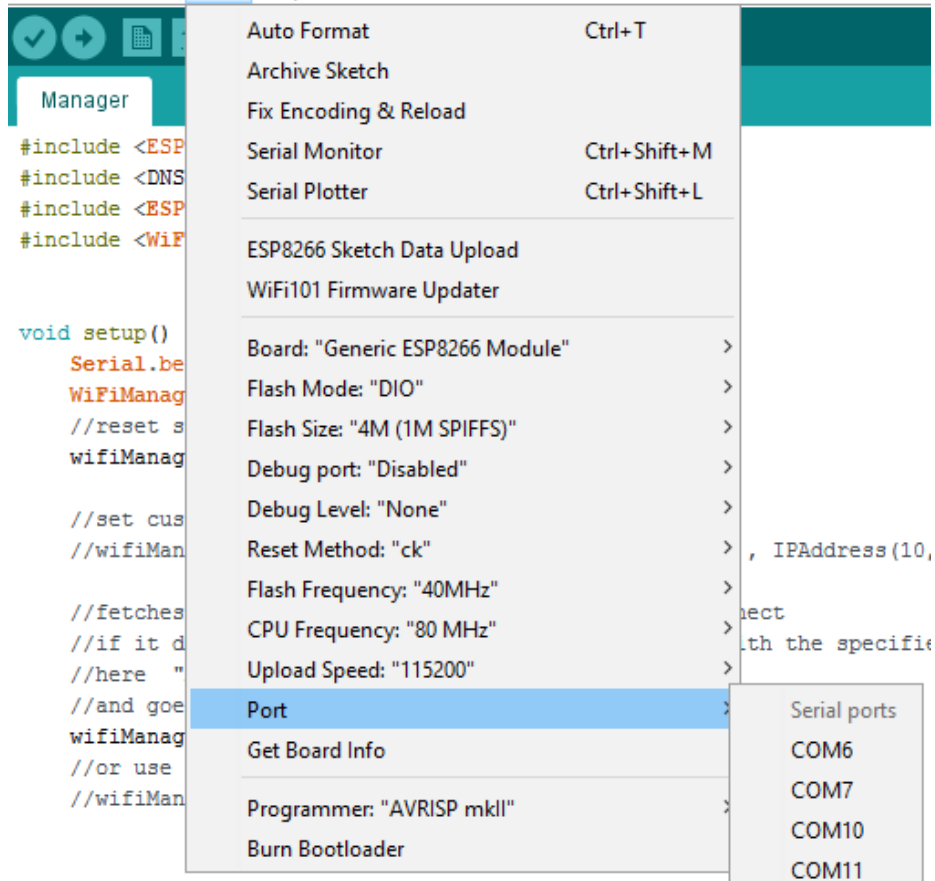 Auto Format Ctrl+T
Archive Sketch
Fix Encoding & Reload
Serial Monitor Ctrl+Shift+M
Serial Plotter Ctrl+Shift+L
ESP8266 Sketch Data Upload
WiFi101 Firmware Updater
Board: "Generic ESP8266 Module"
Flash Mode: "DIO"
Flash Size: "4M (1M SPIFFS)"
Debug port: "Disabled"
Debug Level: "None"
Reset Method: "ck"
Flash Frequency: "40MHz"
CPU Frequency: "80 MHz"
Upload Speed: "115200"
Port
Get Board Info
Programmer: "AVRISP mkII"
Burn Bootloader
Serial ports
COM6
COM7
COM10
COM11
Manager
#include <ESP
#include <DNS
#include <ESP
#include <WiF
void setup()
Serial.be
WiFiManag
//reset s
wifiManag
//set cus
//wifiMan , IPAddress(10,
//fetches nect
//if it d th the specifie
//here "
//and goe
wifiManag
//or use
//wifiMan